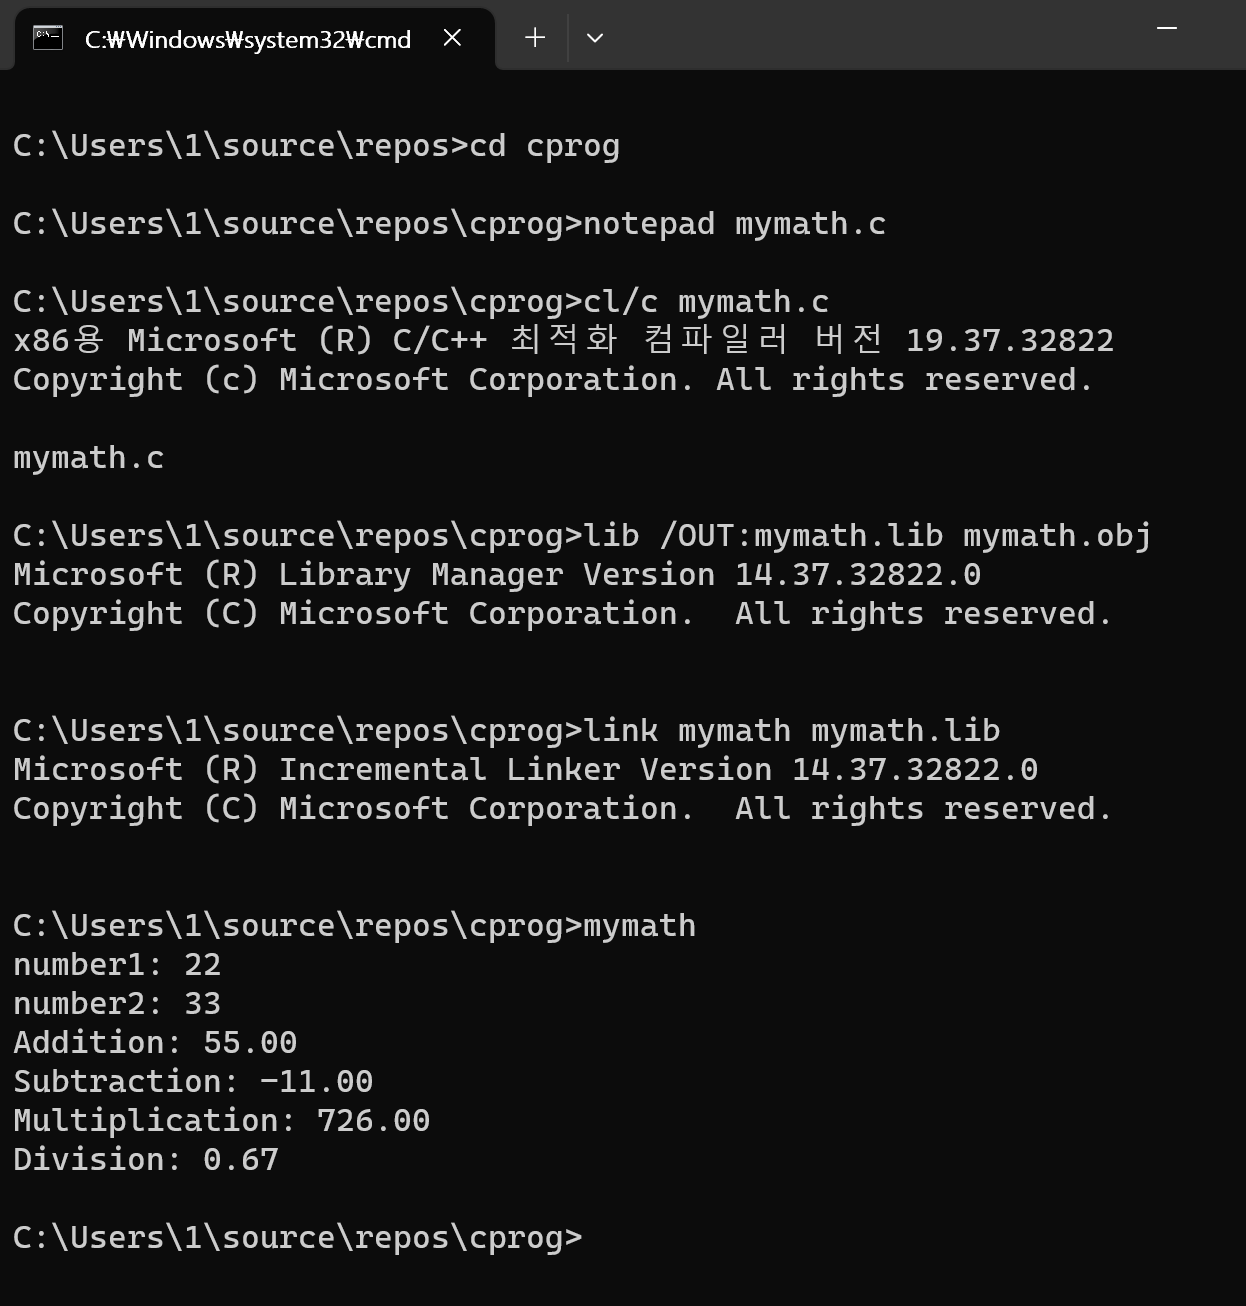 C:₩Windows₩system32₩cmd
C:\Users\1\source\repos>cd cprog
C:\Users\1\source\repos\cprog>notepad mymath.c
C:\Users\1\source\repos\cprog>cl/c mymath.c
x86용 Microsoft (R) C/C++ 최적화 컴파일러 버전 19.37.32822
Copyright (c) Microsoft Corporation. All rights reserved.
mymath.c
C:\Users\1\source\repos\cprog>lib /OUT:mymath.lib mymath.obj
Microsoft (R) Library Manager Version 14.37.32822.0
Copyright (C) Microsoft Corporation.  All rights reserved.
C:\Users\1\source\repos\cprog>link mymath mymath.lib
Microsoft (R) Incremental Linker Version 14.37.32822.0
Copyright (C) Microsoft Corporation.  All rights reserved.
C:\Users\1\source\repos\cprog>mymath
number1: 22
number2: 33
Addition: 55.00
Subtraction: -11.00
Multiplication: 726.00
Division: 0.67
C:\Users\1\source\repos\cprog>